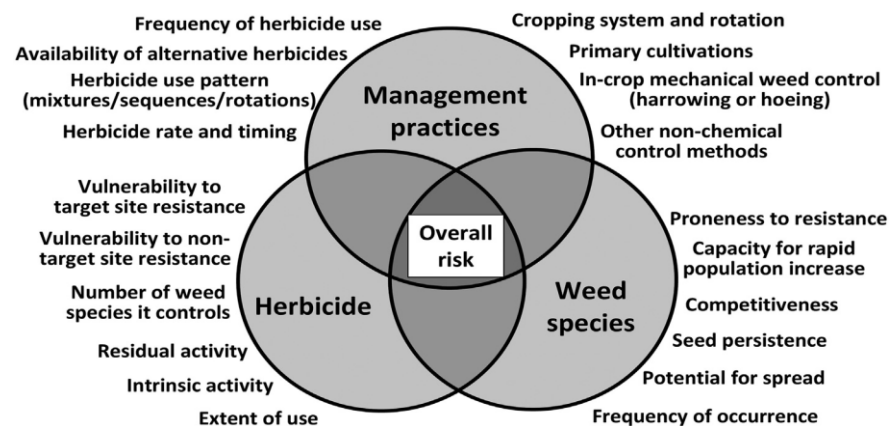 Frequency of herbicide use
Availability of alternative herbicides
Herbicide use pattern
(mixtures/sequences/rotations)
Herbicide rate and timing
Cropping system and rotation
Primary cultivations
In-crop mechanical weed control
(harrowing or hoeing)
Other non-chemical
control methods
Management
practices
Vulnerability to
target site resistance
Vulnerability to non-
target site resistance
Number of weed
species it controls
Residual activity
Intrinsic activity
Extent of use
Herbicide
Overall
risk
Weed
species
Proneness to resistance
Capacity for rapid
population increase
Competitiveness
Seed persistence
Potential for spread
Frequency of occurrence